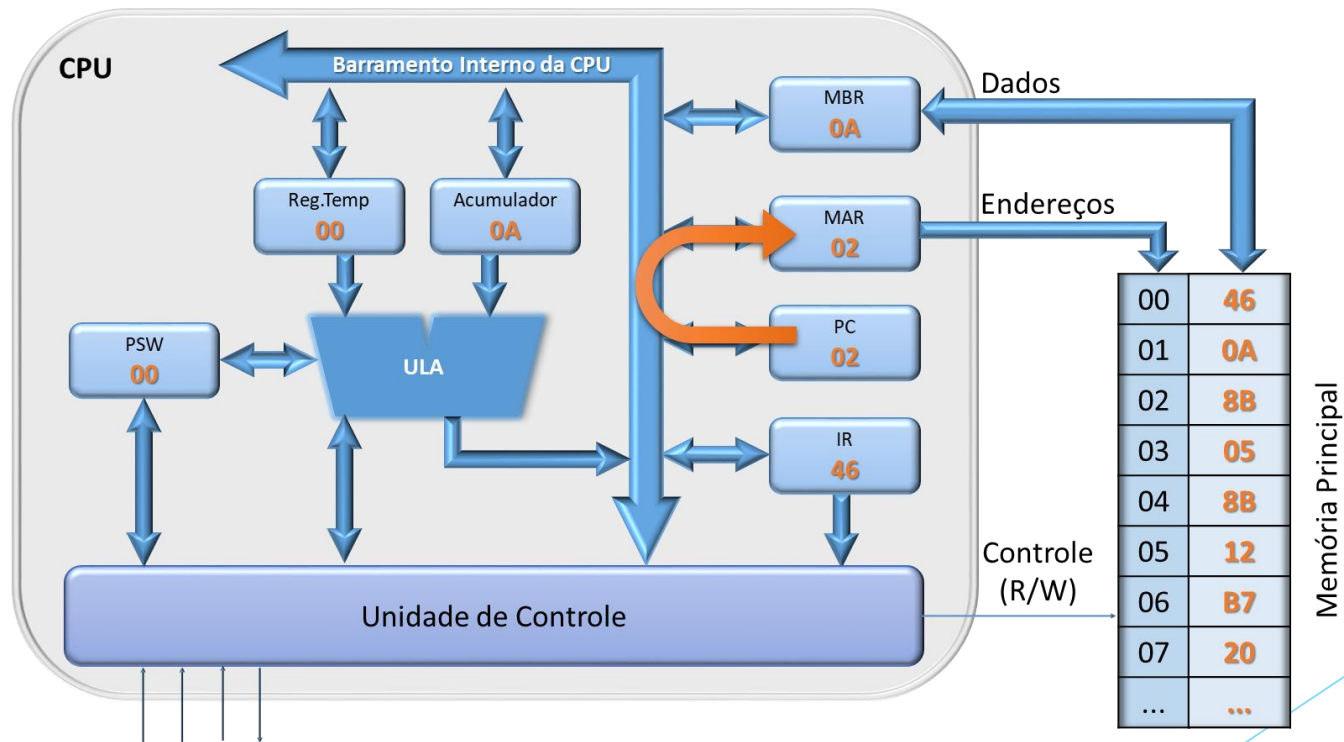 CPU
Barramento Interno da CPU
Dados
MBR
0A
Reg.Temp
00
Acumulador
0A
Endereços
MAR
02
PC
02
PSW
00
ULA
IR
46
Controle
(R/W)
Unidade de Controle
00 46
01 0A
02 8B
03 05
04 8B
05 12
06 B7
07 20
... ...
Memória Principal